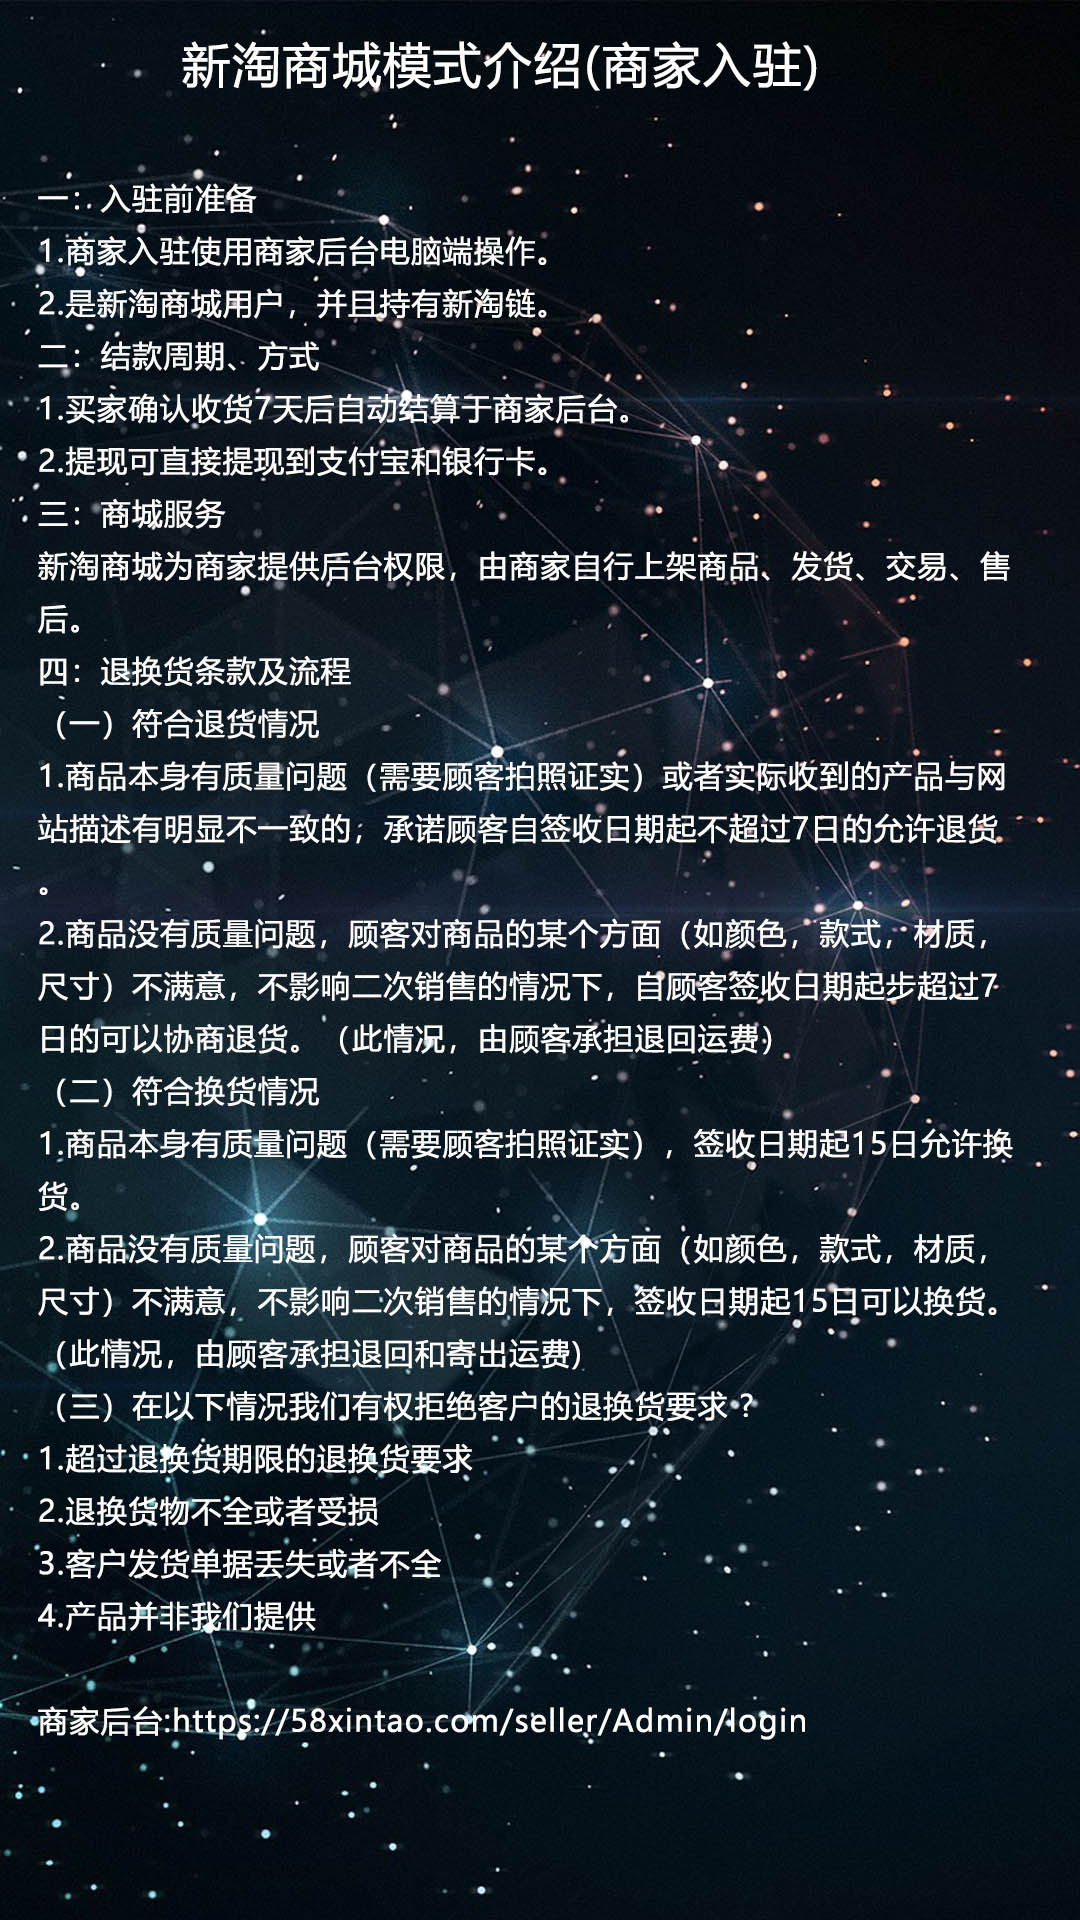 新淘商城模式介绍(商家入驻)
一：入驻前准备
1.商家入驻使用商家后台电脑端操作。
2.是新淘商城用户，并且持有新淘链。
二：结款周期、方式
1.买家确认收货7天后自动结算于商家后台。
2.提现可直接提现到支付宝和银行卡。
三：商城服务
新淘商城为商家提供后台权限，由商家自行上架商品、发货、交易、售
后。
四：退换货条款及流程
（一）符合退货情况
1.商品本身有质量问题（需要顾客拍照证实）或者实际收到的产品与网
站描述有明显不一致的；承诺顾客自签收日期起不超过7日的允许退货
。
2.商品没有质量问题，顾客对商品的某个方面（如颜色，款式，材质，
尺寸）不满意，不影响二次销售的情况下，自顾客签收日期起步超过7
日的可以协商退货。（此情况，由顾客承担退回运费）
（二）符合换货情况
1.商品本身有质量问题（需要顾客拍照证实），签收日期起15日允许换
货。
2.商品没有质量问题，顾客对商品的某个方面（如颜色，款式，材质，
尺寸）不满意，不影响二次销售的情况下，签收日期起15日可以换货。
（此情况，由顾客承担退回和寄出运费)
（三）在以下情况我们有权拒绝客户的退换货要求？
1.超过退换货期限的退换货要求
2.退换货物不全或者受损
3.客户发货单据丢失或者不全
4.产品并非我们提供
商家后台:https://58xintao.com/seller/Admin/login